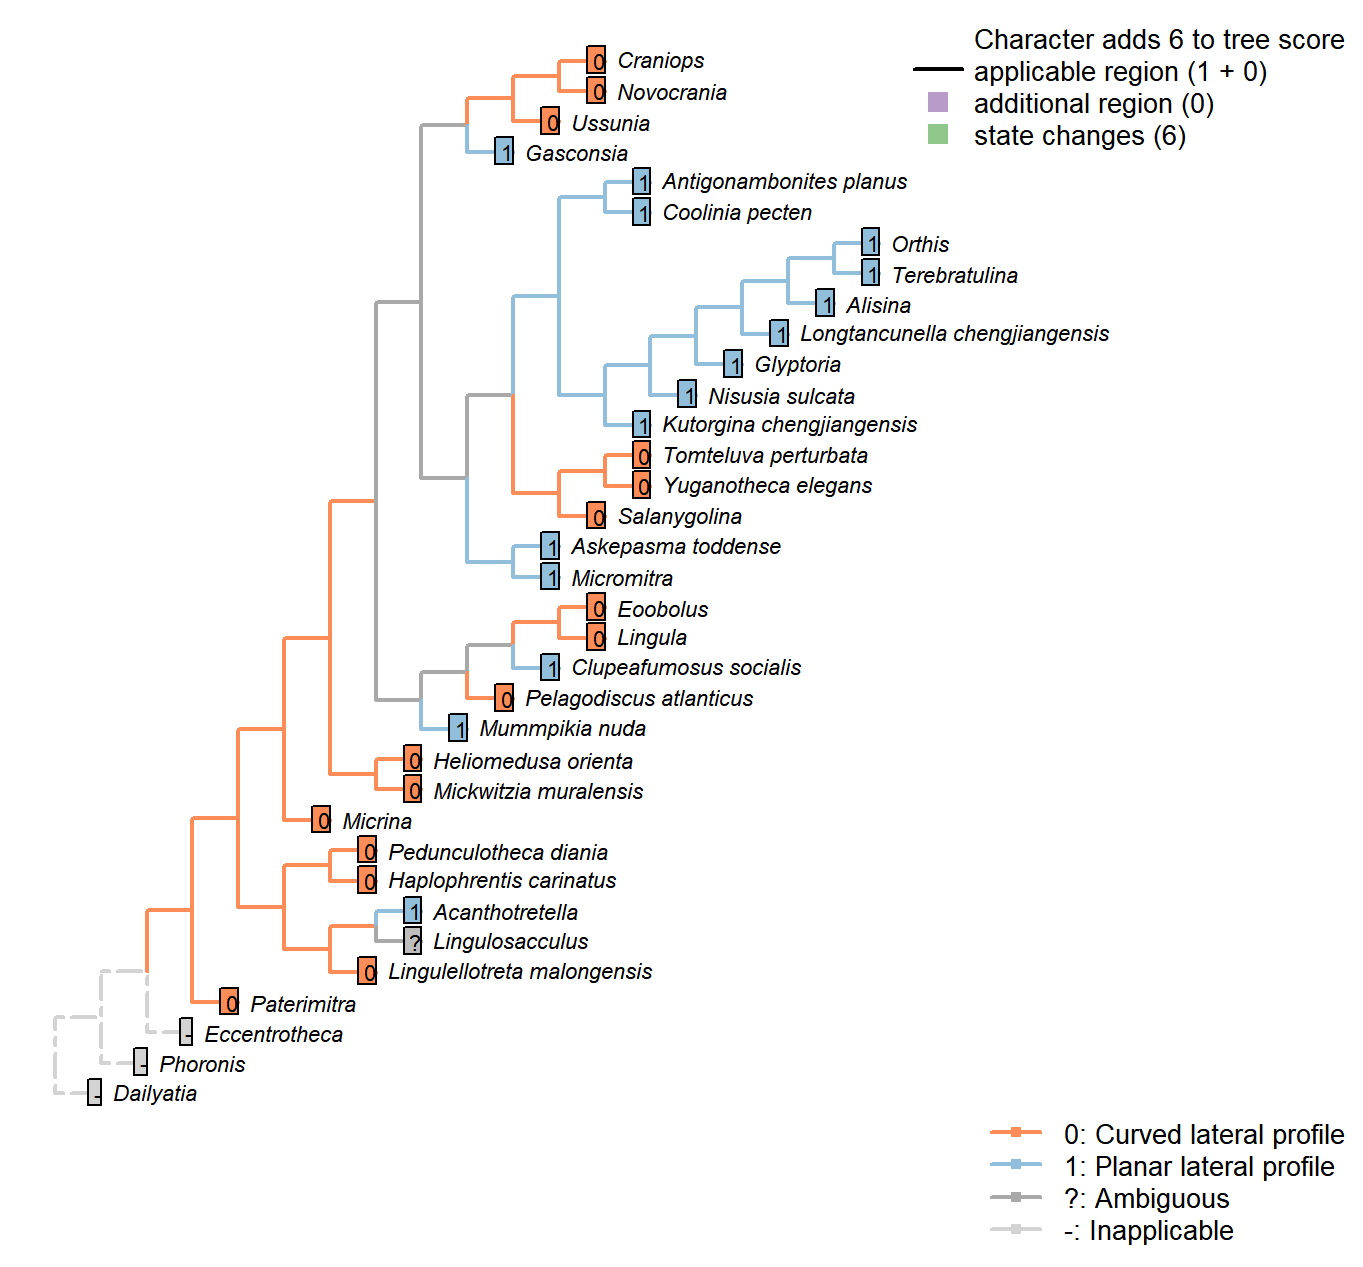 Character adds 6 to tree score
applicable region (1 + 0)
additional region (0)
state changes (6)
0 Craniops
0 Novocrania
0 Ussunia
1 Gasconsia
1 Antigonambonites planus
1 Coolinia pecten
1 Orthis
1 Terebratulina
1 Alisina
1 Longtancunella chengjiangensis
1 Glyptoria
1 Nisusia sulcata
1 Kutorgina chengjiangensis
0 Tomteluva perturbata
0 Yuganotheca elegans
0 Salanygolina
1 Askepasma toddense
1 Micromitra
0 Eoobolus
0 Lingula
1 Clupeafumosus socialis
0 Pelagodiscus atlanticus
1 Mummpikia nuda
0 Heliomedusa orienta
0 Mickwitzia muralensis
0 Micrina
0 Pedunculotheca diania
0 Haplophrentis carinatus
1 Acanthotretella
? Lingulosacculus
0 Lingulellotreta malongensis
0 Paterimitra
- Eccentrotheca
- Phoronis
- Dailyatia
0: Curved lateral profile
1: Planar lateral profile
?: Ambiguous
-: Inapplicable